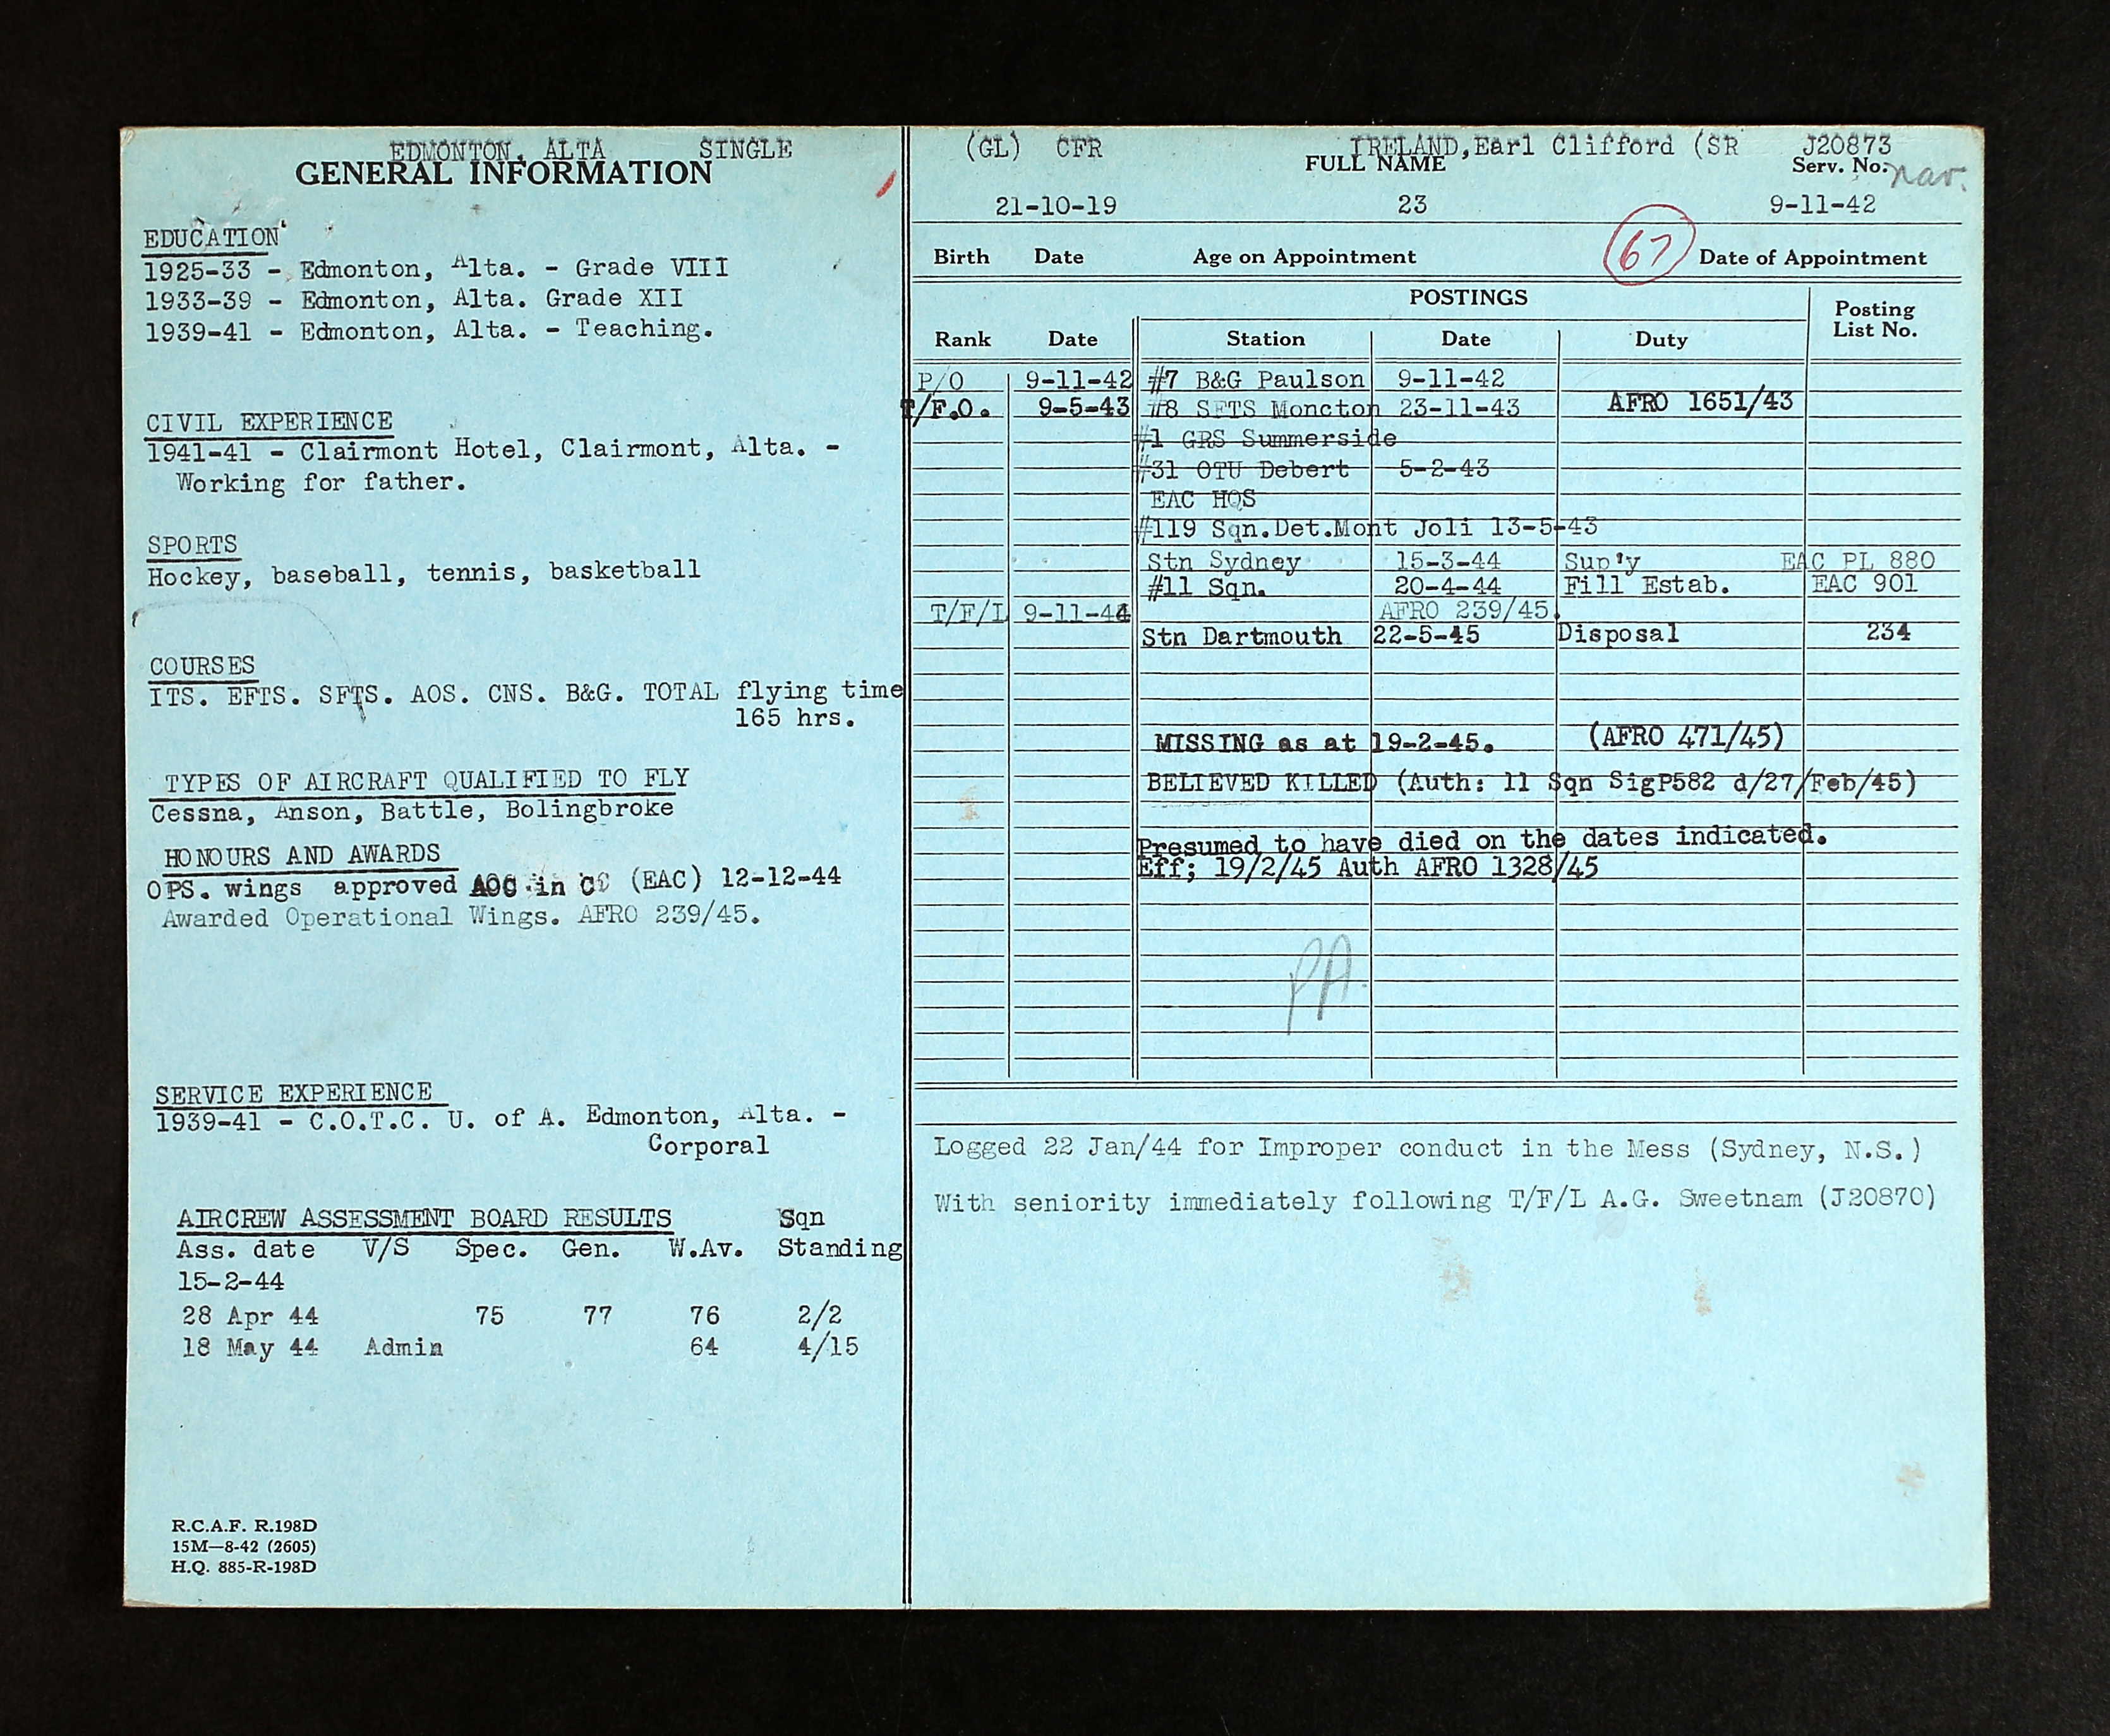 EDMONTON, ALTA SINGLE
GENERAL INFORMATION
EDUCATION
1925-33 - Edmonton, Alta. - Grade VIII
1933-39 - Edmonton, Alta. Grade XII
1939-41 - Edmonton, Alta. - Teaching.
CIVIL EXPERIENCE
1941-41 - Clairmont Hotel, Clairmont, Alta. -
Working for father.
SPORTS
Hockey, baseball, tennis, basketball
COURSES
ITS. EFTS. SFTS. AOS. CNS. B&G. TOTAL flying time
165 hrs.
TYPES OF AIRCRAFT QUALIFIED TO FLY
Cessna, Anson, Battle, Bolingbroke
HONOURS AND AWARDS
OPS. wings approved AOC in C (EAC) 12-12-44
Awarded Operational Wings. AFRO 239/45.
SERVICE EXPERIENCE
1939-41 - C.O.T.C. U. of A. Edmonton, Alta. -
Corporal
AIRCREW ASSESSMENT BOARD RESULTS Sqn
Ass. date V/S Spec. Gen. W.Av. Standing
15-2-44
28 Apr 44 75 77 76 2/2
18 May 44 Admin 64 4/15
R.C.A.F. R.198D
15M—8-42 (2605)
H.Q. 885-R-198D
(GL) CFR IRELAND, Earl Clifford (SR J20873
FULL NAME Serv. No. nav.
21-10-19 23 9-11-42
Birth Date Age on Appointment 67 Date of Appointment
POSTINGS
Posting List No.
Rank Date Station Date Duty
P/O 9-11-42 #7 B&G Paulson 9-11-42
T/F.O. 9-5-43 #8 SFTS Moncton 23-11-43 AFRO 1651/43
#1 GRS Summerside
#31 OTU Debert 5-2-43
EAC HQS
#119 Sqn.Det.Mont Joli 13-5-43
Stn Sydney 15-3-44 Sup'y EAC PL 880
#11 Sqn. 20-4-44 Fill Estab. EAC 901
T/F/L 9-11-44 AFRO 239/45.
Stn Dartmouth 22-5-45 Disposal 234
MISSING as at 19-2-45. (AFRO 471/45)
BELIEVED KILLED (Auth: 11 Sqn SigP582 d/27/Feb/45)
Presumed to have died on the dates indicated.
Eff; 19/2/45 Auth AFRO 1328/45
PA.
Logged 22 Jan/44 for Improper conduct in the Mess (Sydney, N.S.)
With seniority immediately following T/F/L A.G. Sweetnam (J20870)